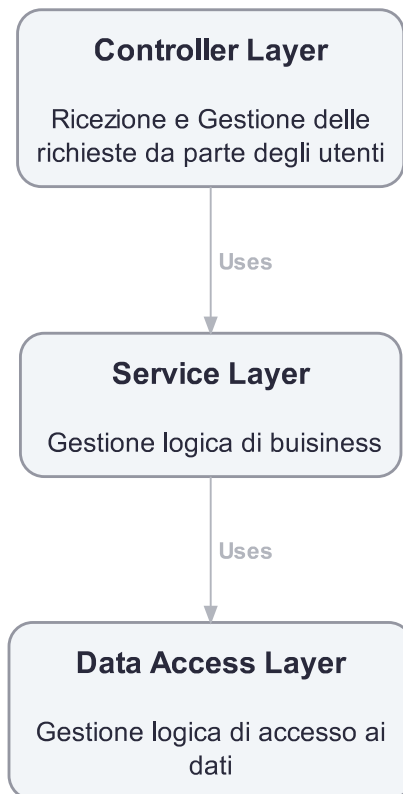 Controller Layer
Ricezione e Gestione delle
richieste da parte degli utenti
Uses
Service Layer
Gestione logica di buisiness
Uses
Data Access Layer
Gestione logica di accesso ai
dati